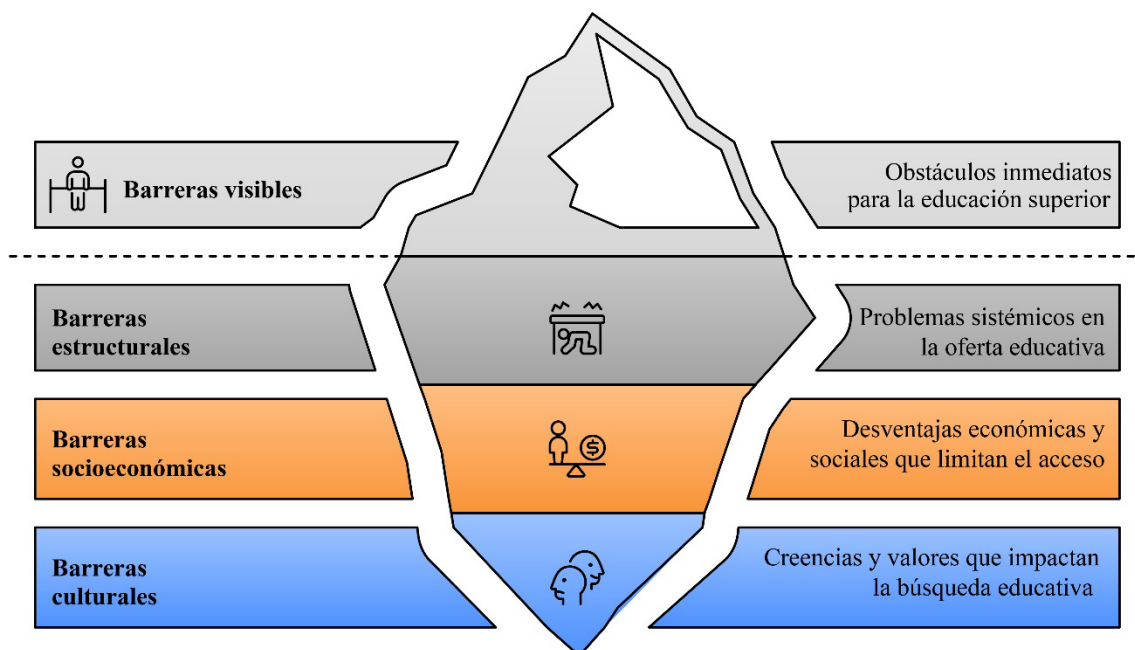 Barreras visibles
Obstáculos inmediatos
para la educación superior
Barreras
estructurales
Problemas sistémicos en
la oferta educativa
Barreras
socioeconómicas
$
Desventajas económicas y
sociales que limitan el acceso
Barreras
culturales
Creencias y valores que impactan
la búsqueda educativa